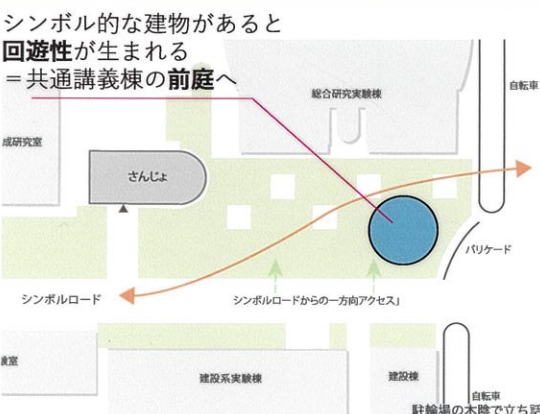 シンボル的な建物があると
回遊性が生まれる
＝共通講義棟の前庭へ
総合研究実験棟
自転車
成研究室
さんじょ
バリケード
シンボルロード
シンボルロードからの一方向アクセス」
験室
建設系実験棟
建設棟
自転車
駐輪場の木陰で立ち話